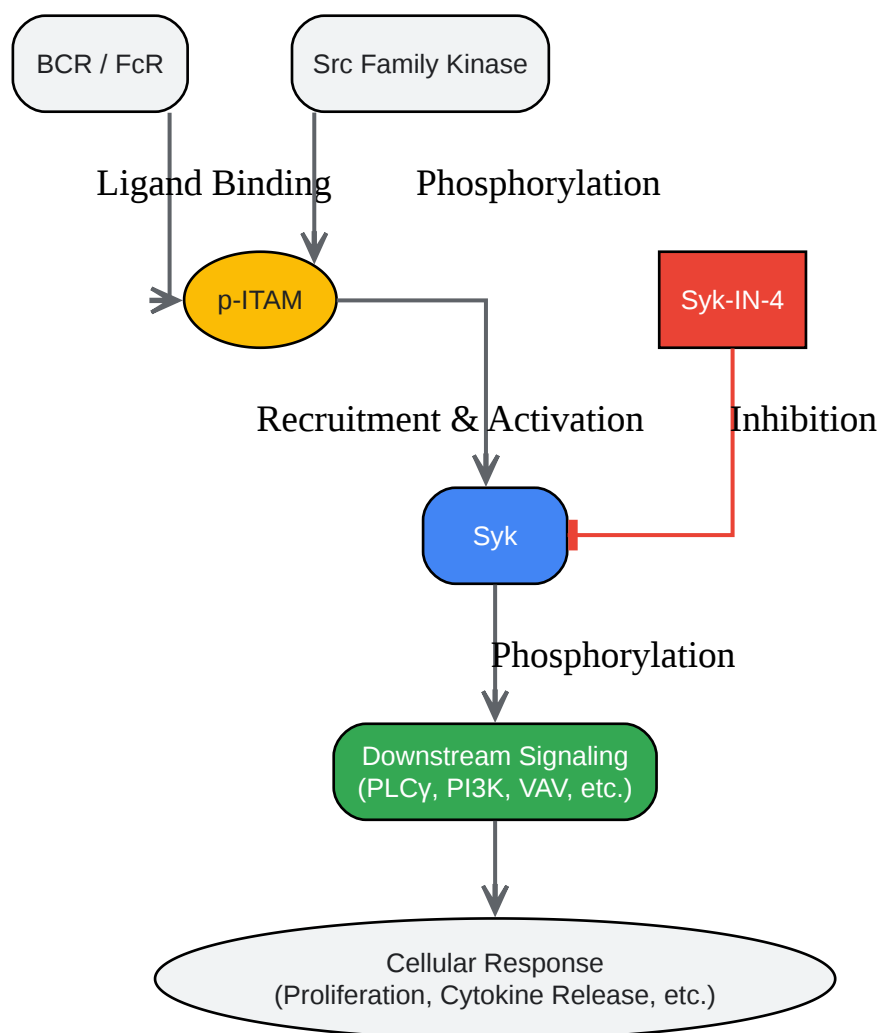 BCR / FcR
Src Family Kinase
Ligand Binding
Phosphorylation
p-ITAM
Syk-IN-4
Recruitment & Activation
Inhibition
Syk
Phosphorylation
Downstream Signaling
(PLCγ, PI3K, VAV, etc.)
Cellular Response
(Proliferation, Cytokine Release, etc.)